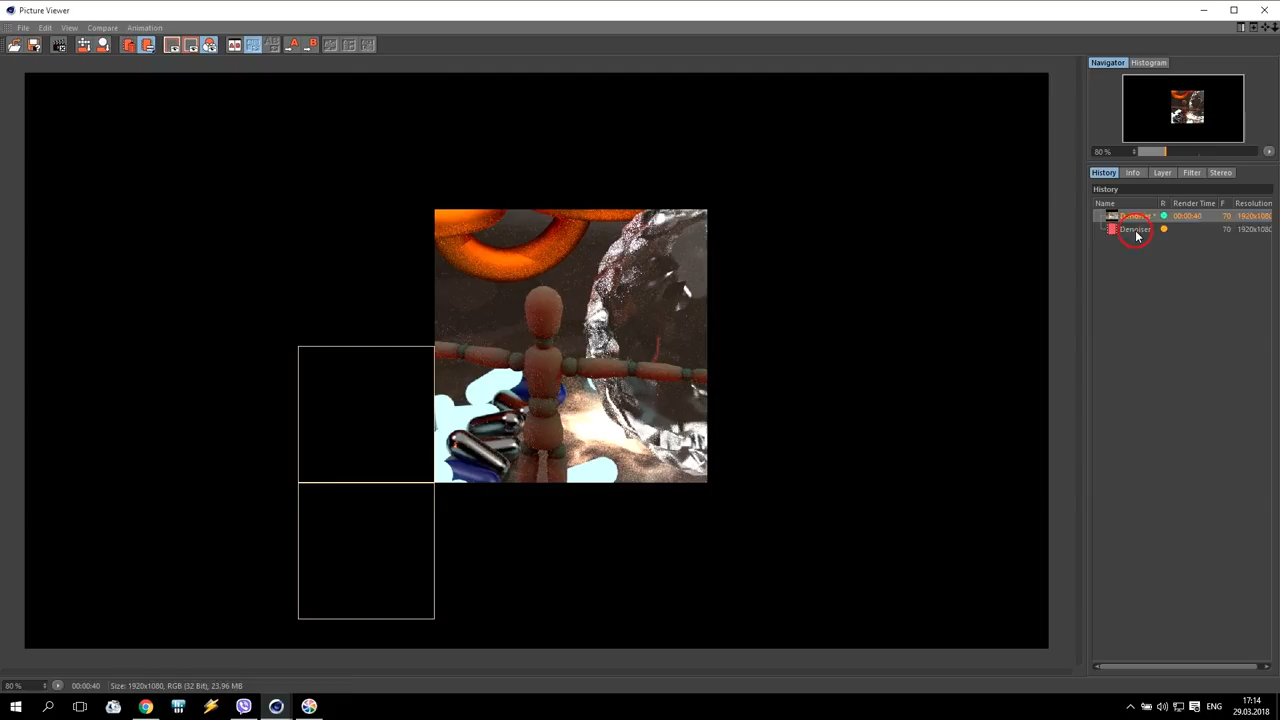 Picture Viewer
File Edit View Compare Animation
Navigator Histogram
80 %
History Info Layer Filter Stereo
History
Name R Render Time F Resolution
Denoiser * 00:00:40 70 1920x1080
Denoiser 70 1920x1080
80 % 00:00:40 Size: 1920x1080, RGB (32 Bit), 23.96 MB
ENG 17:14
29.03.2018